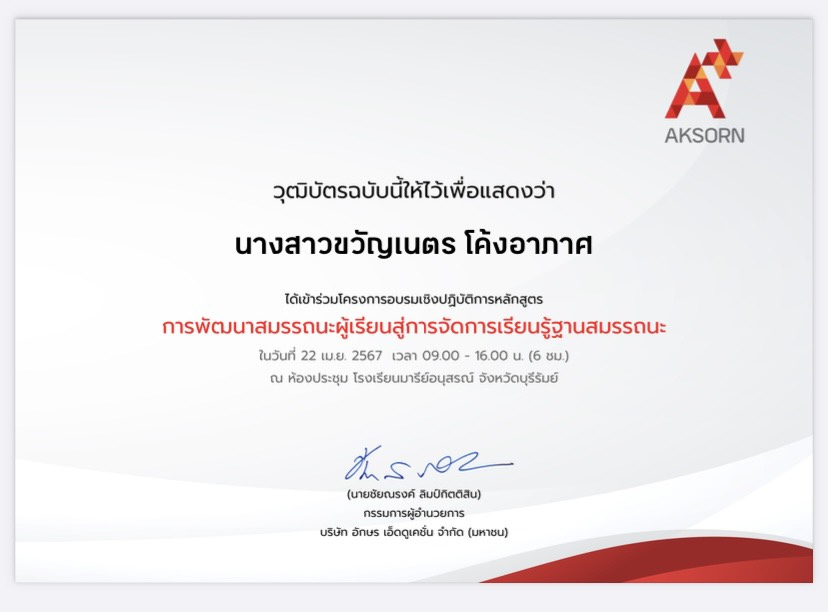 AKSORN
วุฒิบัตรฉบับนี้ให้ไว้เพื่อแสดงว่า
นางสาวขวัญเนตร โค้งอาภาศ
ได้เข้าร่วมโครงการอบรมเชิงปฏิบัติการหลักสูตร
การพัฒนาสมรรถนะผู้เรียนสู่การจัดการเรียนรู้ฐานสมรรถนะ
ในวันที่ 22 เม.ย. 2567 เวลา 09.00 - 16.00 น. (6 ชม.)
ณ ห้องประชุม โรงเรียนมารีย์อนุสรณ์ จังหวัดบุรีรัมย์
(นายชัยณรงค์ ลิมป์กิตติสิน)
กรรมการผู้อำนวยการ
บริษัท อักษร เอ็ดดูเคชั่น จำกัด (มหาชน)